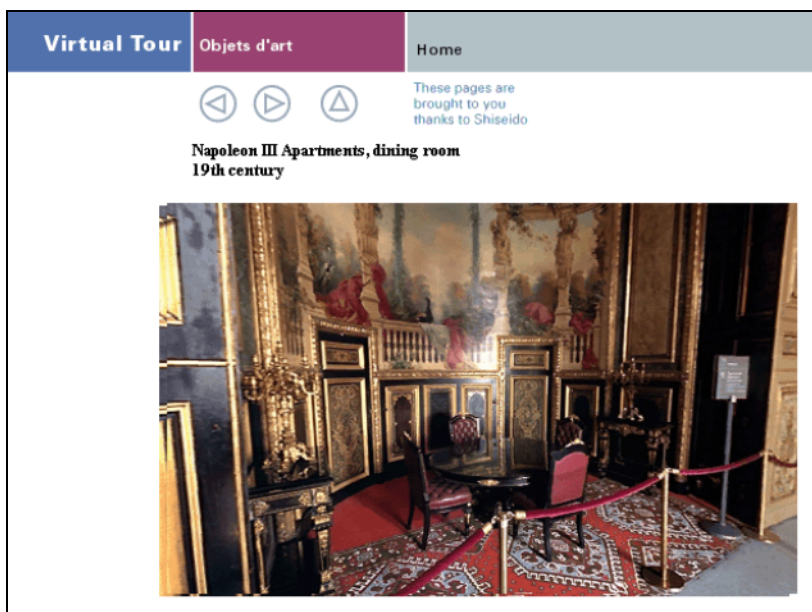 Virtual Tour
Objets d'art
Home
These pages are
brought to you
thanks to Shiseido
Napoleon III Apartments, dining room
19th century